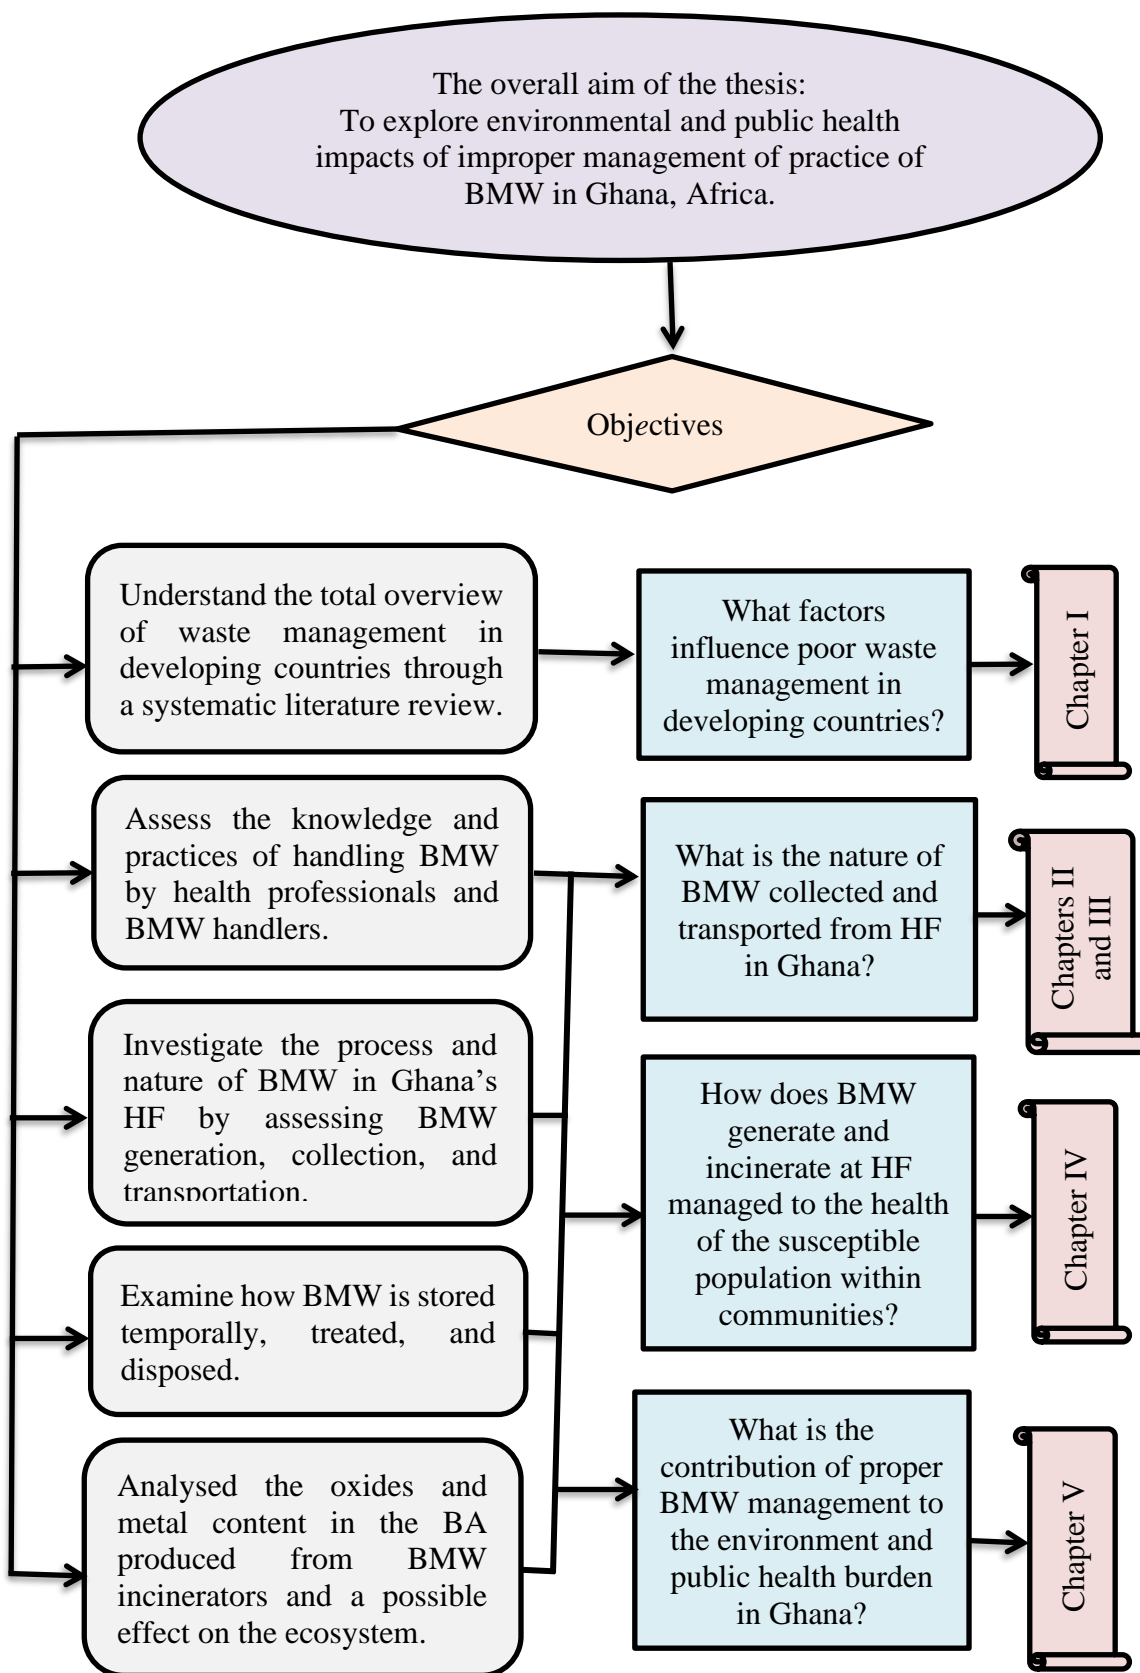 The overall aim of the thesis:
To explore environmental and public health
impacts of improper management of practice of
BMW in Ghana, Africa.
Objectives
Understand the total overview
of waste management in
developing countries through
a systematic literature review.
What factors
influence poor waste
management in
developing countries?
Chapter I
Assess the knowledge and
practices of handling BMW
by health professionals and
BMW handlers.
What is the nature of
BMW collected and
transported from HF
in Ghana?
Chapters II
and III
Investigate the process and
nature of BMW in Ghana's
HF by assessing BMW
generation, collection, and
transportation.
How does BMW
generate and
incinerate at HF
managed to the health
of the susceptible
population within
communities?
Chapter IV
Examine how BMW is stored
temporally, treated, and
disposed.
Analysed the oxides and
metal content in the BA
produced from BMW
incinerators and a possible
effect on the ecosystem.
What is the
contribution of proper
BMW management to
the environment and
public health burden
in Ghana?
Chapter V